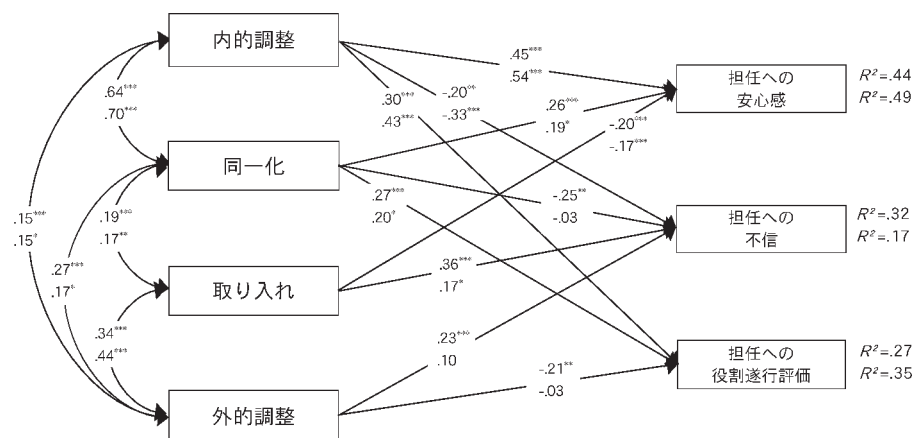 内的調整
同一化
取り入れ
外的調整
.64***
.70***
.15***
.15*
.19***
.17**
.27***
.17*
.34***
.44***
.45***
.54***
-.20**
-.33***
.30***
.43***
.26***
.19*
-.20***
-.17***
.27***
.20*
-.25**
-.03
.36***
.17*
.23***
.10
-.21**
-.03
担任への
安心感
R²=.44
R²=.49
担任への
不信
R²=.32
R²=.17
担任への
役割遂行評価
R²=.27
R²=.35